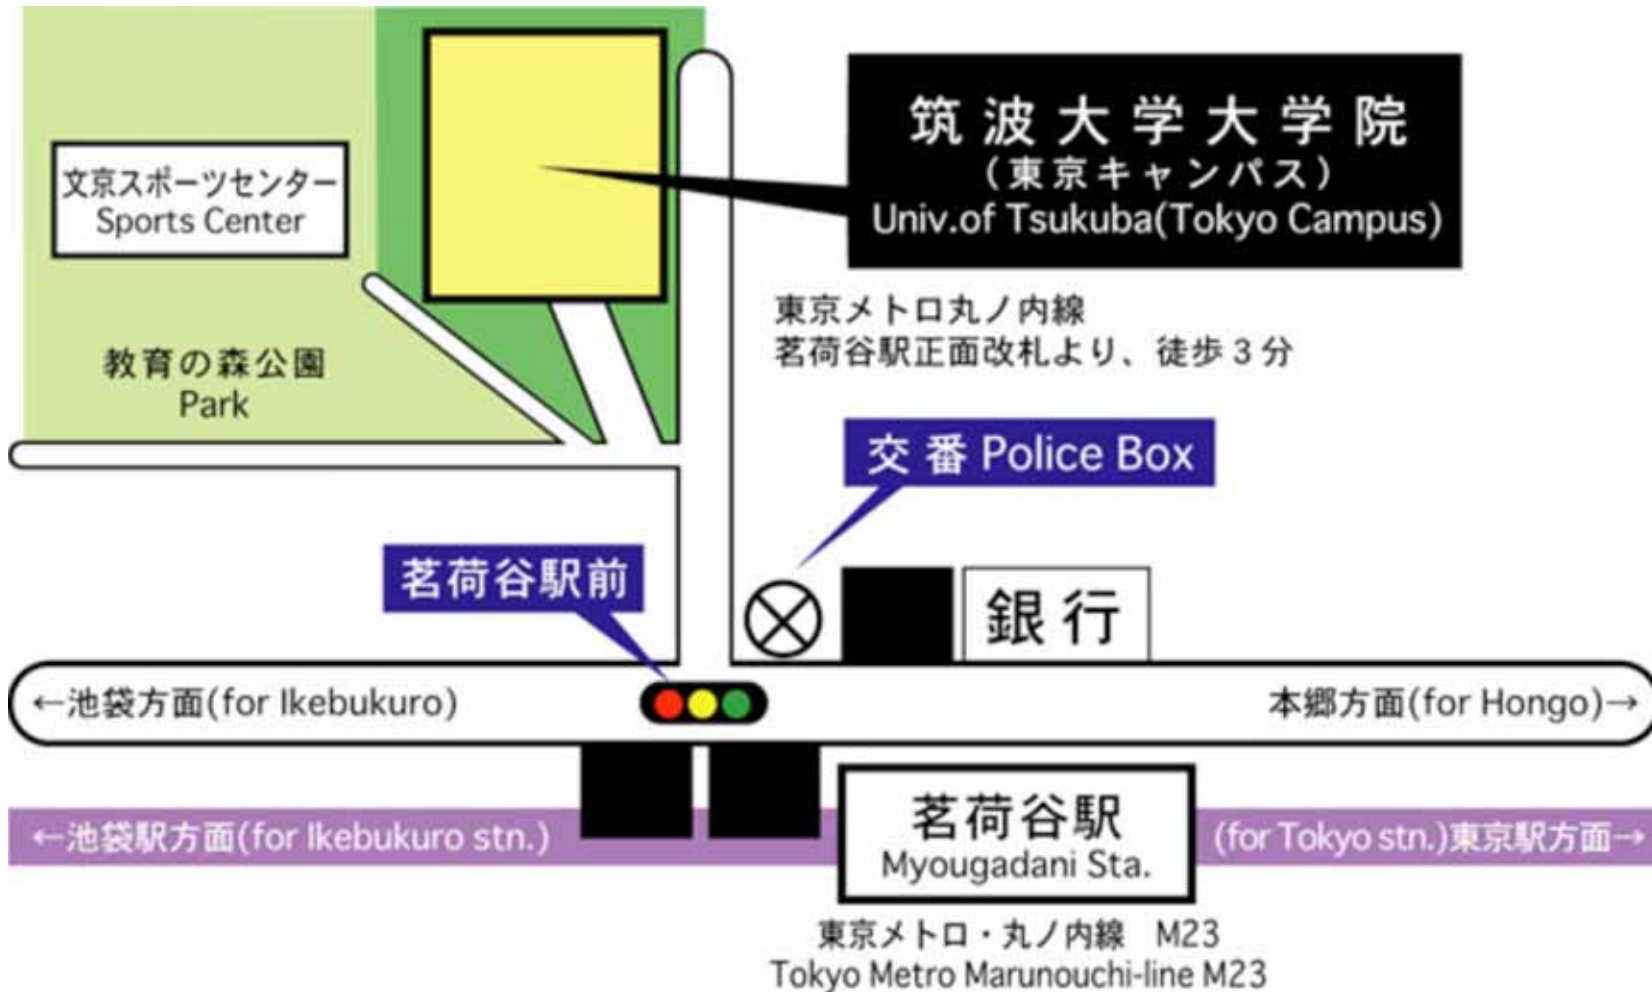 筑波大学大学院
(東京キャンパス)
Univ.of Tsukuba(Tokyo Campus)
文京スポーツセンター
Sports Center
東京メトロ丸ノ内線
茗荷谷駅正面改札より、徒歩3分
教育の森公園
Park
交番 Police Box
茗荷谷駅前
銀行
←池袋方面(for Ikebukuro)
本郷方面(for Hongo)→
←池袋駅方面(for Ikebukuro stn.)
茗荷谷駅
Myougadani Sta.
(for Tokyo stn.)東京駅方面→
東京メトロ・丸ノ内線 M23
Tokyo Metro Marunouchi-line M23